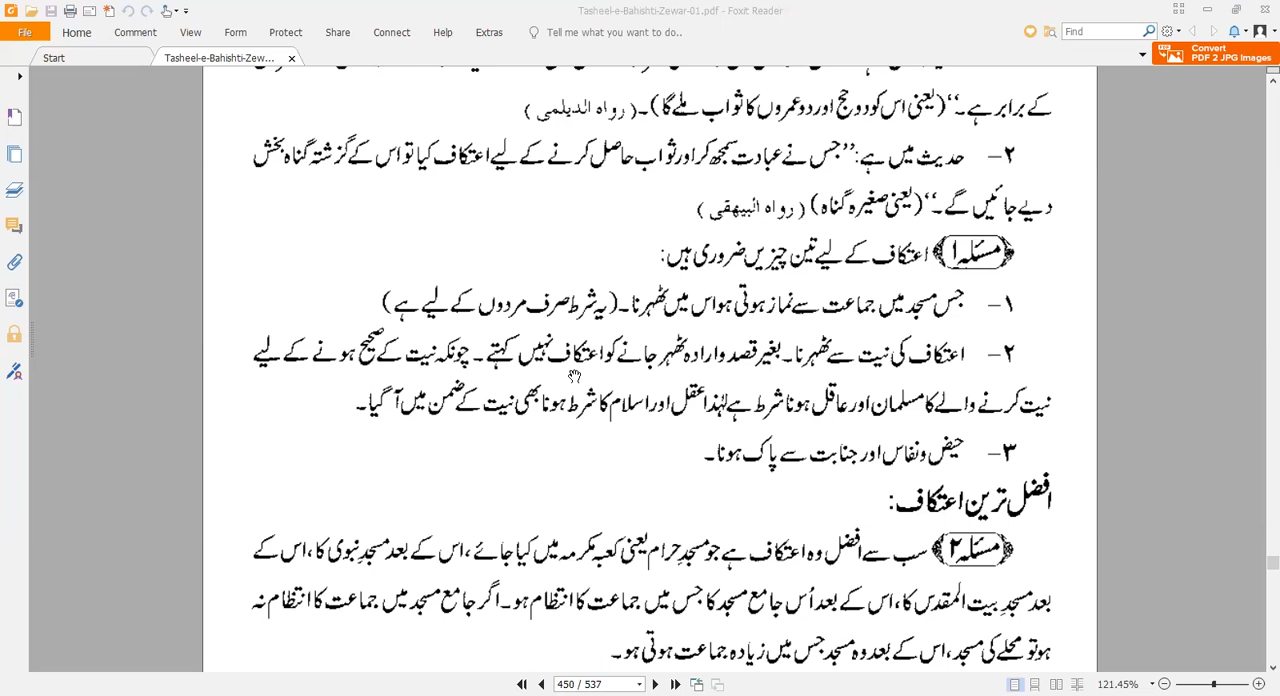 Tasheel-e-Bahishti-Zewar-01.pdf - Foxit Reader
File Home Comment View Form Protect Share Connect Help Extras Tell me what you want to do.. Find
Start Tasheel-e-Bahishti-Zew...
Convert
PDF 2 JPG Images
کے برابر ہے۔‘‘ (یعنی اس کو دو حج اور دو عمروں کا ثواب ملے گا)۔ (رواہ الدیلمی)
۲- حدیث میں ہے: ’’جس نے عبادت سمجھ کر اور ثواب حاصل کرنے کے لیے اعتکاف کیا تو اس کے گزشتہ گناہ بخش
دیے جائیں گے۔‘‘ (یعنی صغیرہ گناہ) (رواہ البیهقی)
مسئلہ ۱ اعتکاف کے لیے تین چیزیں ضروری ہیں:
۱- جس مسجد میں جماعت سے نماز ہوتی ہو اس میں ٹھہرنا۔ (یہ شرط صرف مردوں کے لیے ہے)
۲- اعتکاف کی نیت سے ٹھہرنا۔ بغیر قصد و ارادہ ٹھہر جانے کو اعتکاف نہیں کہتے۔ چونکہ نیت کے صحیح ہونے کے لیے
نیت کرنے والے کا مسلمان اور عاقل ہونا شرط ہے لہٰذا عقل اور اسلام کا شرط ہونا بھی نیت کے ضمن میں آ گیا۔
۳- حیض و نفاس اور جنابت سے پاک ہونا۔
افضل ترین اعتکاف:
مسئلہ ۲ سب سے افضل وہ اعتکاف ہے جو مسجدِ حرام یعنی کعبہ مکرمہ میں کیا جائے، اس کے بعد مسجدِ نبوی کا، اس کے
بعد مسجدِ بیت المقدس کا، اس کے بعد اُس جامع مسجد کا جس میں جماعت کا انتظام ہو۔ اگر جامع مسجد میں جماعت کا انتظام نہ
ہو تو محلے کی مسجد، اس کے بعد وہ مسجد جس میں زیادہ جماعت ہوتی ہو۔
450 / 537 121.45%